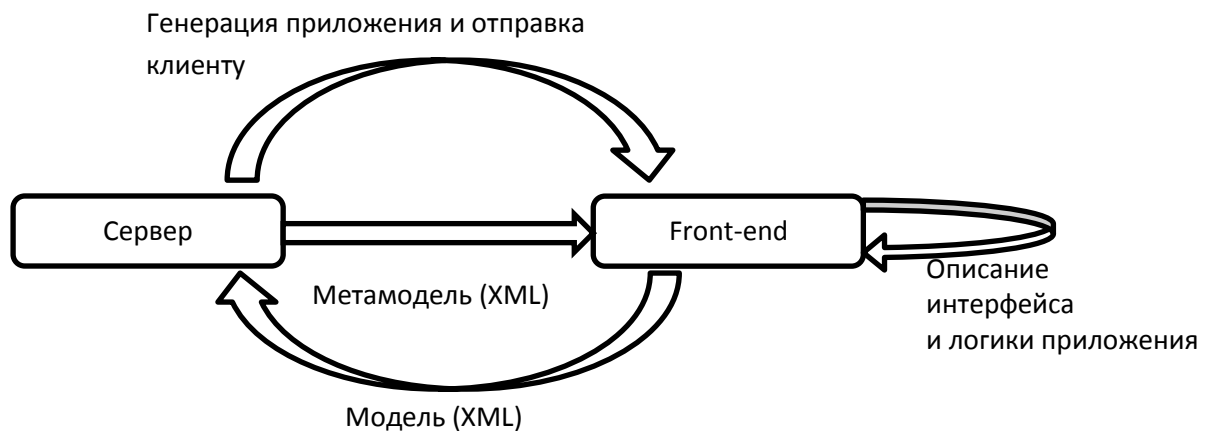 Генерация приложения и отправка
клиенту
Сервер
Front-end
Метамодель (XML)
Описание
интерфейса
и логики приложения
Модель (XML)